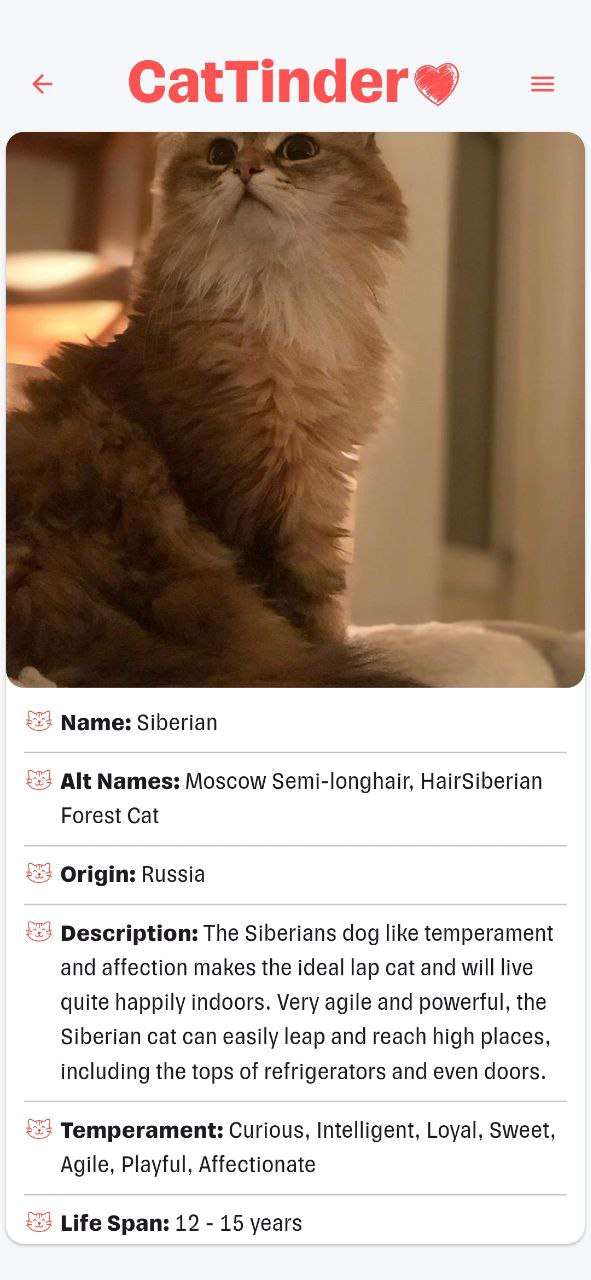 CatTinder
Name: Siberian
Alt Names: Moscow Semi-longhair, HairSiberian
Forest Cat
Origin: Russia
Description: The Siberians dog like temperament
and affection makes the ideal lap cat and will live
quite happily indoors. Very agile and powerful, the
Siberian cat can easily leap and reach high places,
including the tops of refrigerators and even doors.
Temperament: Curious, Intelligent, Loyal, Sweet,
Agile, Playful, Affectionate
Life Span: 12 - 15 years